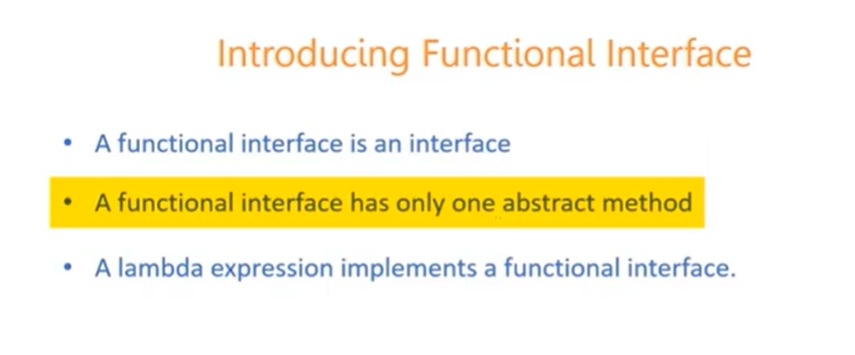 Introducing Functional Interface
• A functional interface is an interface
• A functional interface has only one abstract method
• A lambda expression implements a functional interface.